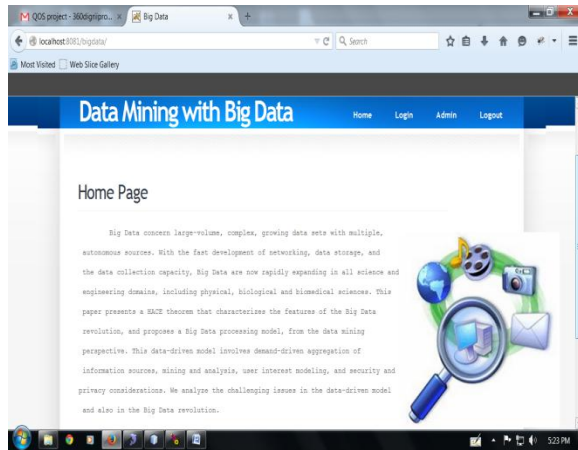 QOS project - 360digripro...
Big Data
localhost:8081/bigdata/
Search
Most Visited
Web Slice Gallery
Data Mining with Big Data
Home
Login
Admin
Logout
Home Page
Big Data concern large-volume, complex, growing data sets with multiple,
autonomous sources. With the fast development of networking, data storage, and
the data collection capacity, Big Data are now rapidly expanding in all science and
engineering domains, including physical, biological and biomedical sciences. This
paper presents a HACE theorem that characterizes the features of the Big Data
revolution, and proposes a Big Data processing model, from the data mining
perspective. This data-driven model involves demand-driven aggregation of
information sources, mining and analysis, user interest modeling, and security and
privacy considerations. We analyze the challenging issues in the data-driven model
and also in the Big Data revolution.
5:23 PM